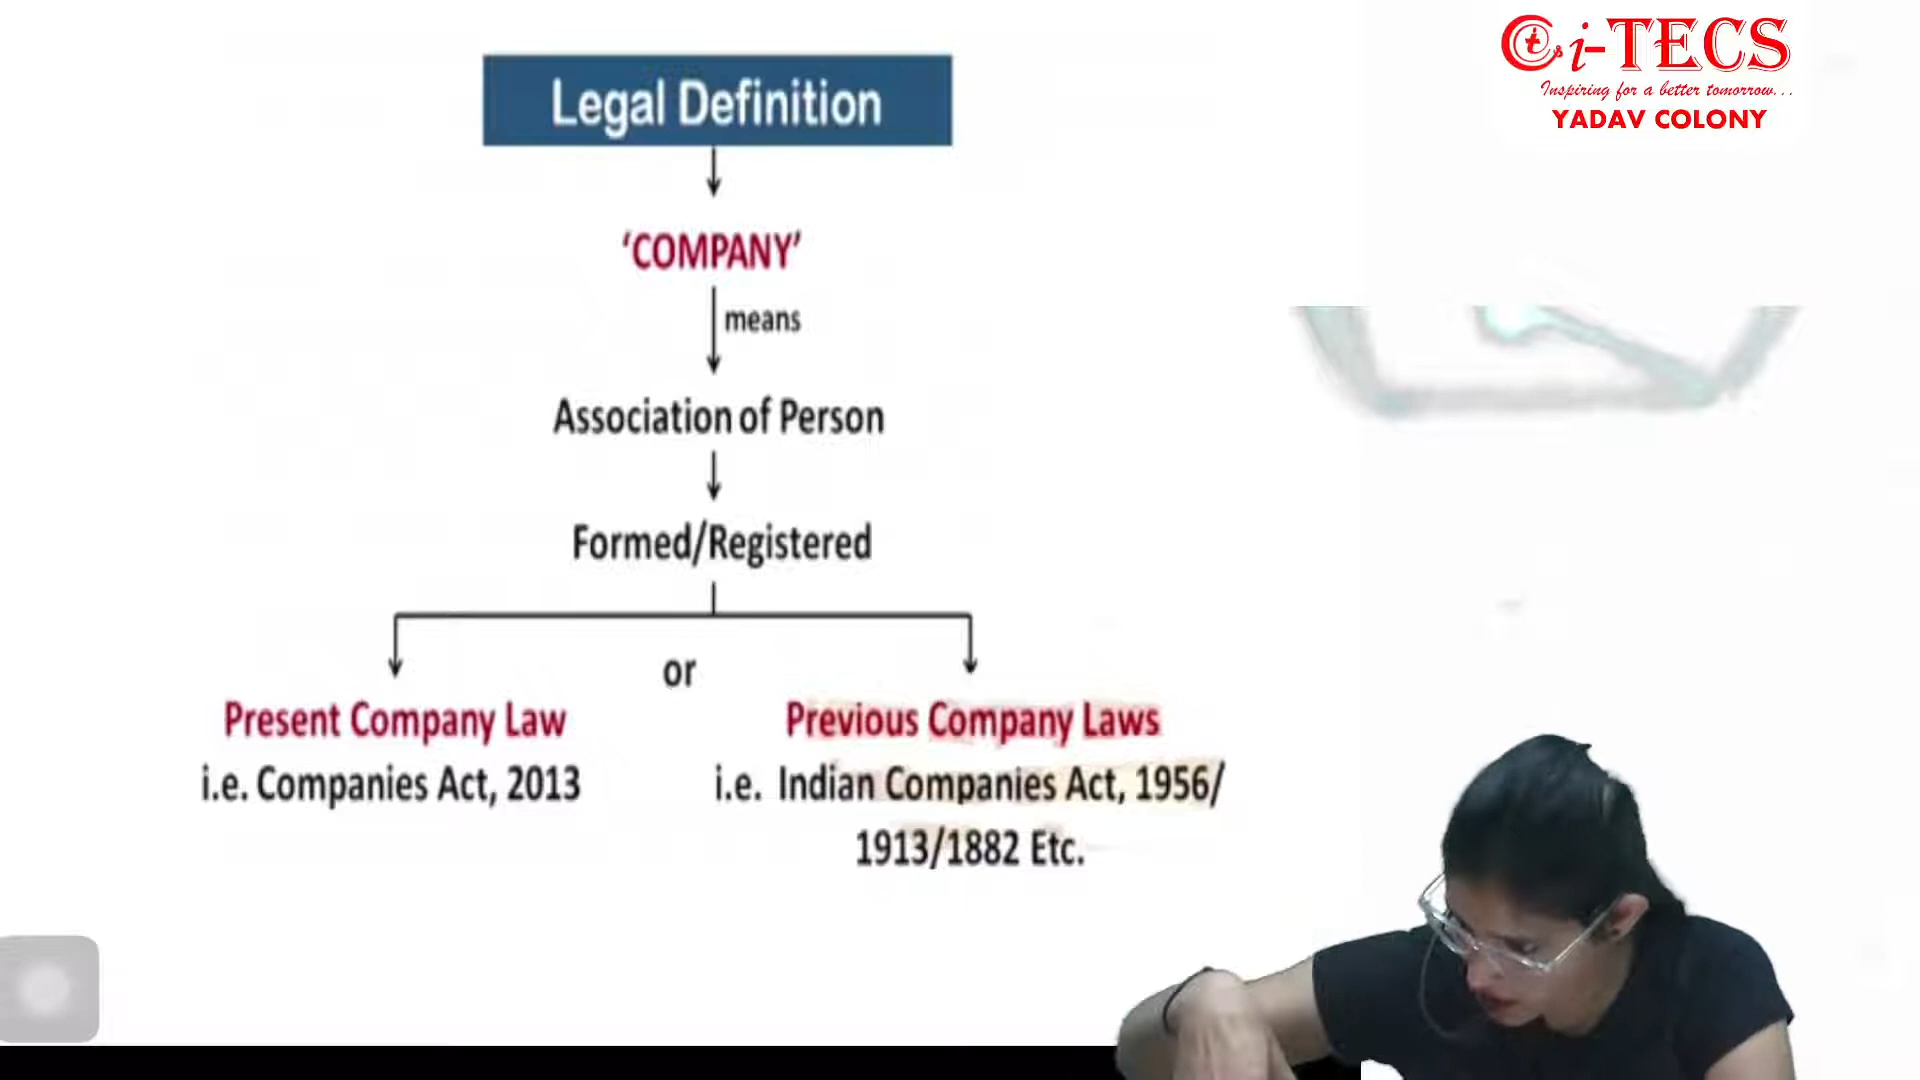 i-TECS
Inspiring for a better tomorrow...
YADAV COLONY
Legal Definition
'COMPANY'
means
Association of Person
Formed/Registered
or
Present Company Law
i.e. Companies Act, 2013
Previous Company Laws
i.e. Indian Companies Act, 1956/
1913/1882 Etc.